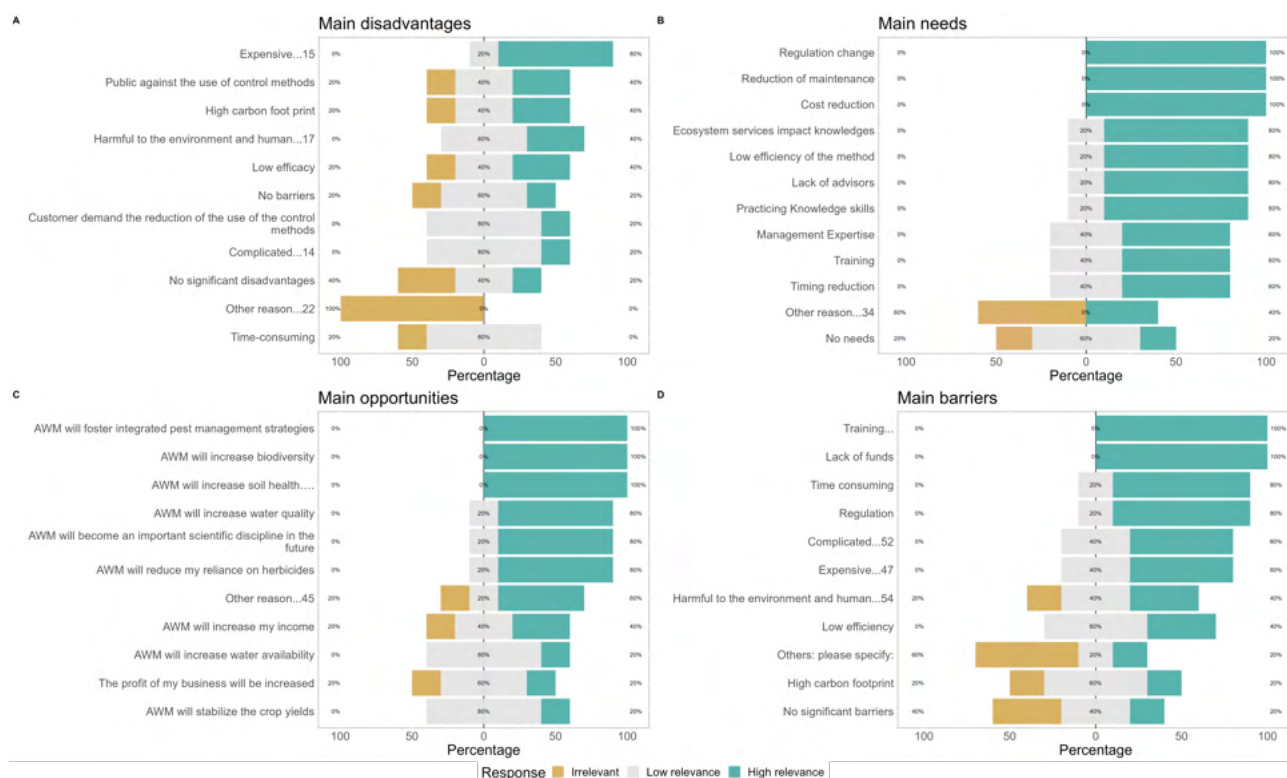 A
Main disadvantages
Expensive...15 0% 20% 80%
Public against the use of control methods 20% 40% 40%
High carbon foot print 20% 40% 40%
Harmful to the environment and human...17 0% 60% 40%
Low efficacy 20% 40% 40%
No barriers 20% 60% 20%
Customer demand the reduction of the use of the control
methods 0% 80% 20%
Complicated...14 0% 80% 20%
No significant disadvantages 40% 40% 20%
Other reason...22 100% 0% 0%
Time-consuming 20% 80% 0%
100 50 0 50 100
Percentage
B
Main needs
Regulation change 0% 0% 100%
Reduction of maintenance 0% 0% 100%
Cost reduction 0% 0% 100%
Ecosystem services impact knowledges 0% 20% 80%
Low efficiency of the method 0% 20% 80%
Lack of advisors 0% 20% 80%
Practicing Knowledge skills 0% 20% 80%
Management Expertise 0% 40% 60%
Training 0% 40% 60%
Timing reduction 0% 40% 60%
Other reason...34 60% 0% 40%
No needs 20% 60% 20%
100 50 0 50 100
Percentage
C
Main opportunities
AWM will foster integrated pest management strategies 0% 0% 100%
AWM will increase biodiversity 0% 0% 100%
AWM will increase soil health.... 0% 0% 100%
AWM will increase water quality 0% 20% 80%
AWM will become an important scientific discipline in the
future 0% 20% 80%
AWM will reduce my reliance on herbicides 0% 20% 80%
Other reason...45 20% 20% 60%
AWM will increase my income 20% 40% 40%
AWM will increase water availability 0% 80% 20%
The profit of my business will be increased 20% 60% 20%
AWM will stabilize the crop yields 0% 80% 20%
100 50 0 50 100
Percentage
D
Main barriers
Training... 0% 0% 100%
Lack of funds 0% 0% 100%
Time consuming 0% 20% 80%
Regulation 0% 20% 80%
Complicated...52 0% 40% 60%
Expensive...47 0% 40% 60%
Harmful to the environment and human...54 20% 40% 40%
Low efficiency 0% 60% 40%
Others: please specify: 60% 20% 20%
High carbon footprint 20% 60% 20%
No significant barriers 40% 40% 20%
100 50 0 50 100
Percentage
Response Irrelevant Low relevance High relevance